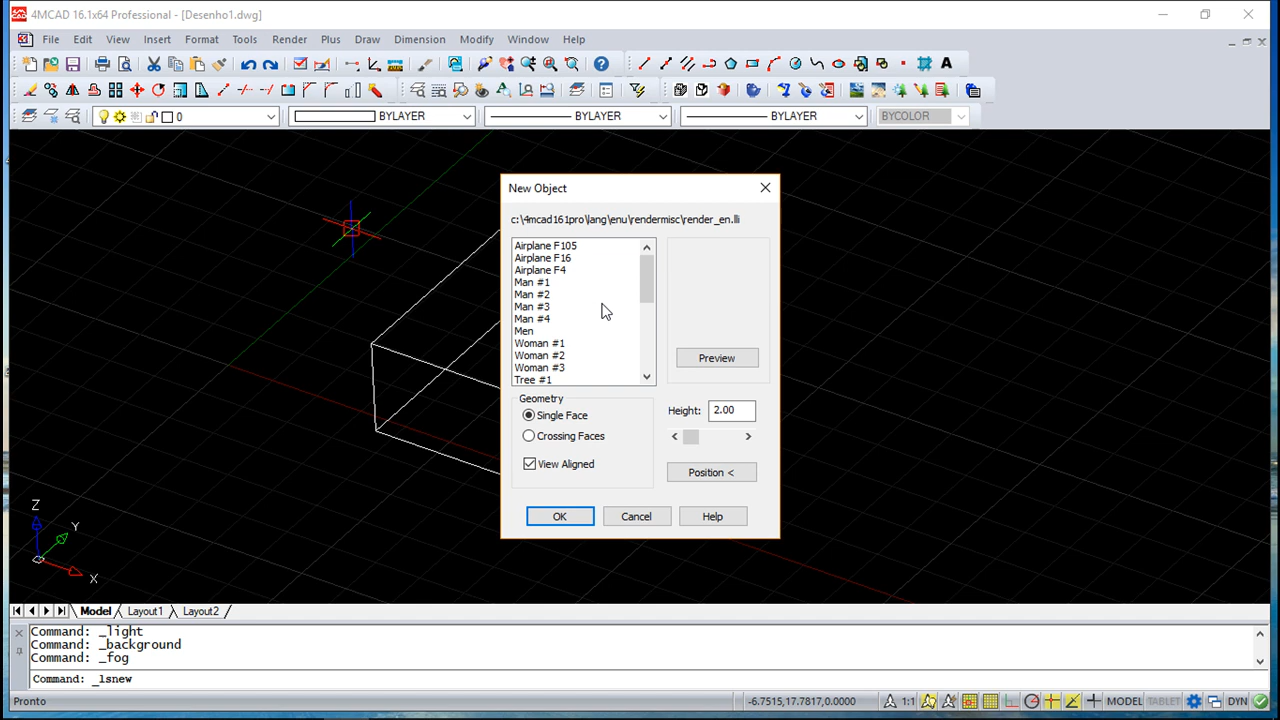 4MCAD 16.1x64 Professional - [Desenho1.dwg]
File Edit View Insert Format Tools Render Plus Draw Dimension Modify Window Help
0 BYLAYER BYLAYER BYLAYER BYCOLOR
New Object
c:\4mcad161pro\lang\enu\rendermisc\render_en.lli
Airplane F105
Airplane F16
Airplane F4
Man #1
Man #2
Man #3
Man #4
Men
Woman #1
Woman #2
Woman #3
Tree #1
Preview
Geometry
Single Face
Crossing Faces
View Aligned
Height: 2.00
Position <
OK Cancel Help
Z
Y
X
Model Layout1 Layout2
Command: _light
Command: _background
Command: _fog
Command: _lsnew
Pronto -6.7515,17.7817,0.0000 1:1 MODEL TABLET DYN